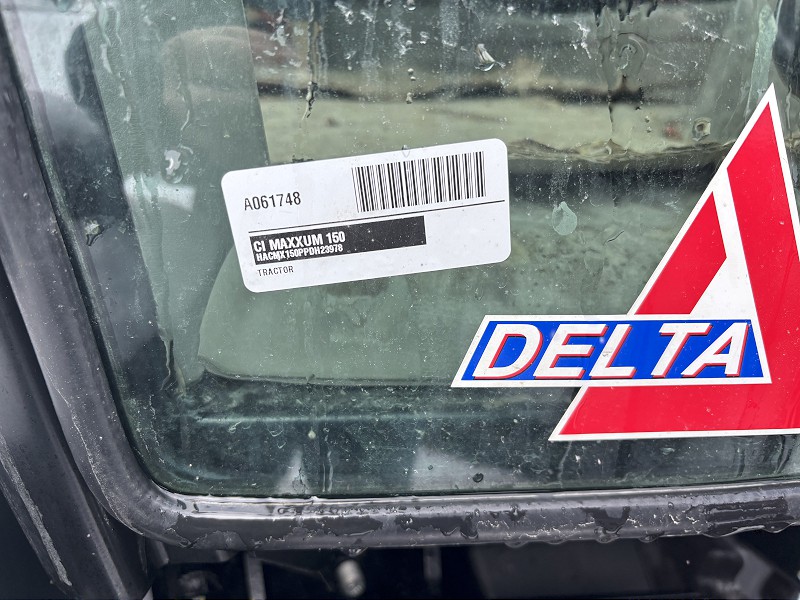 A061748
CI MAXXUM 150
HACMX150PPDH23978
TRACTOR
DELTA